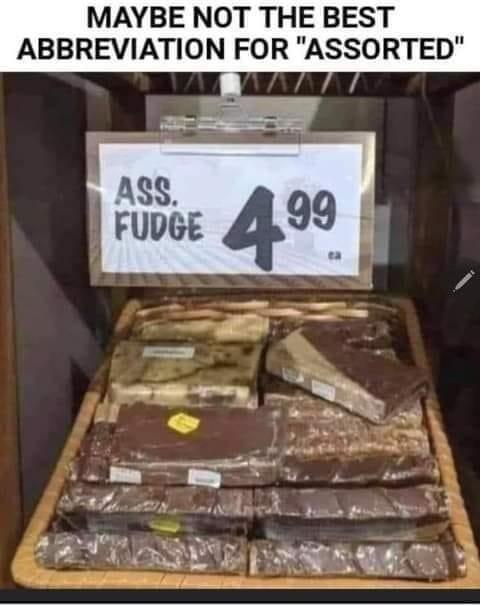 MAYBE NOT THE BEST
ABBREVIATION FOR "ASSORTED"
ASS.
FUDGE 4.99
ea